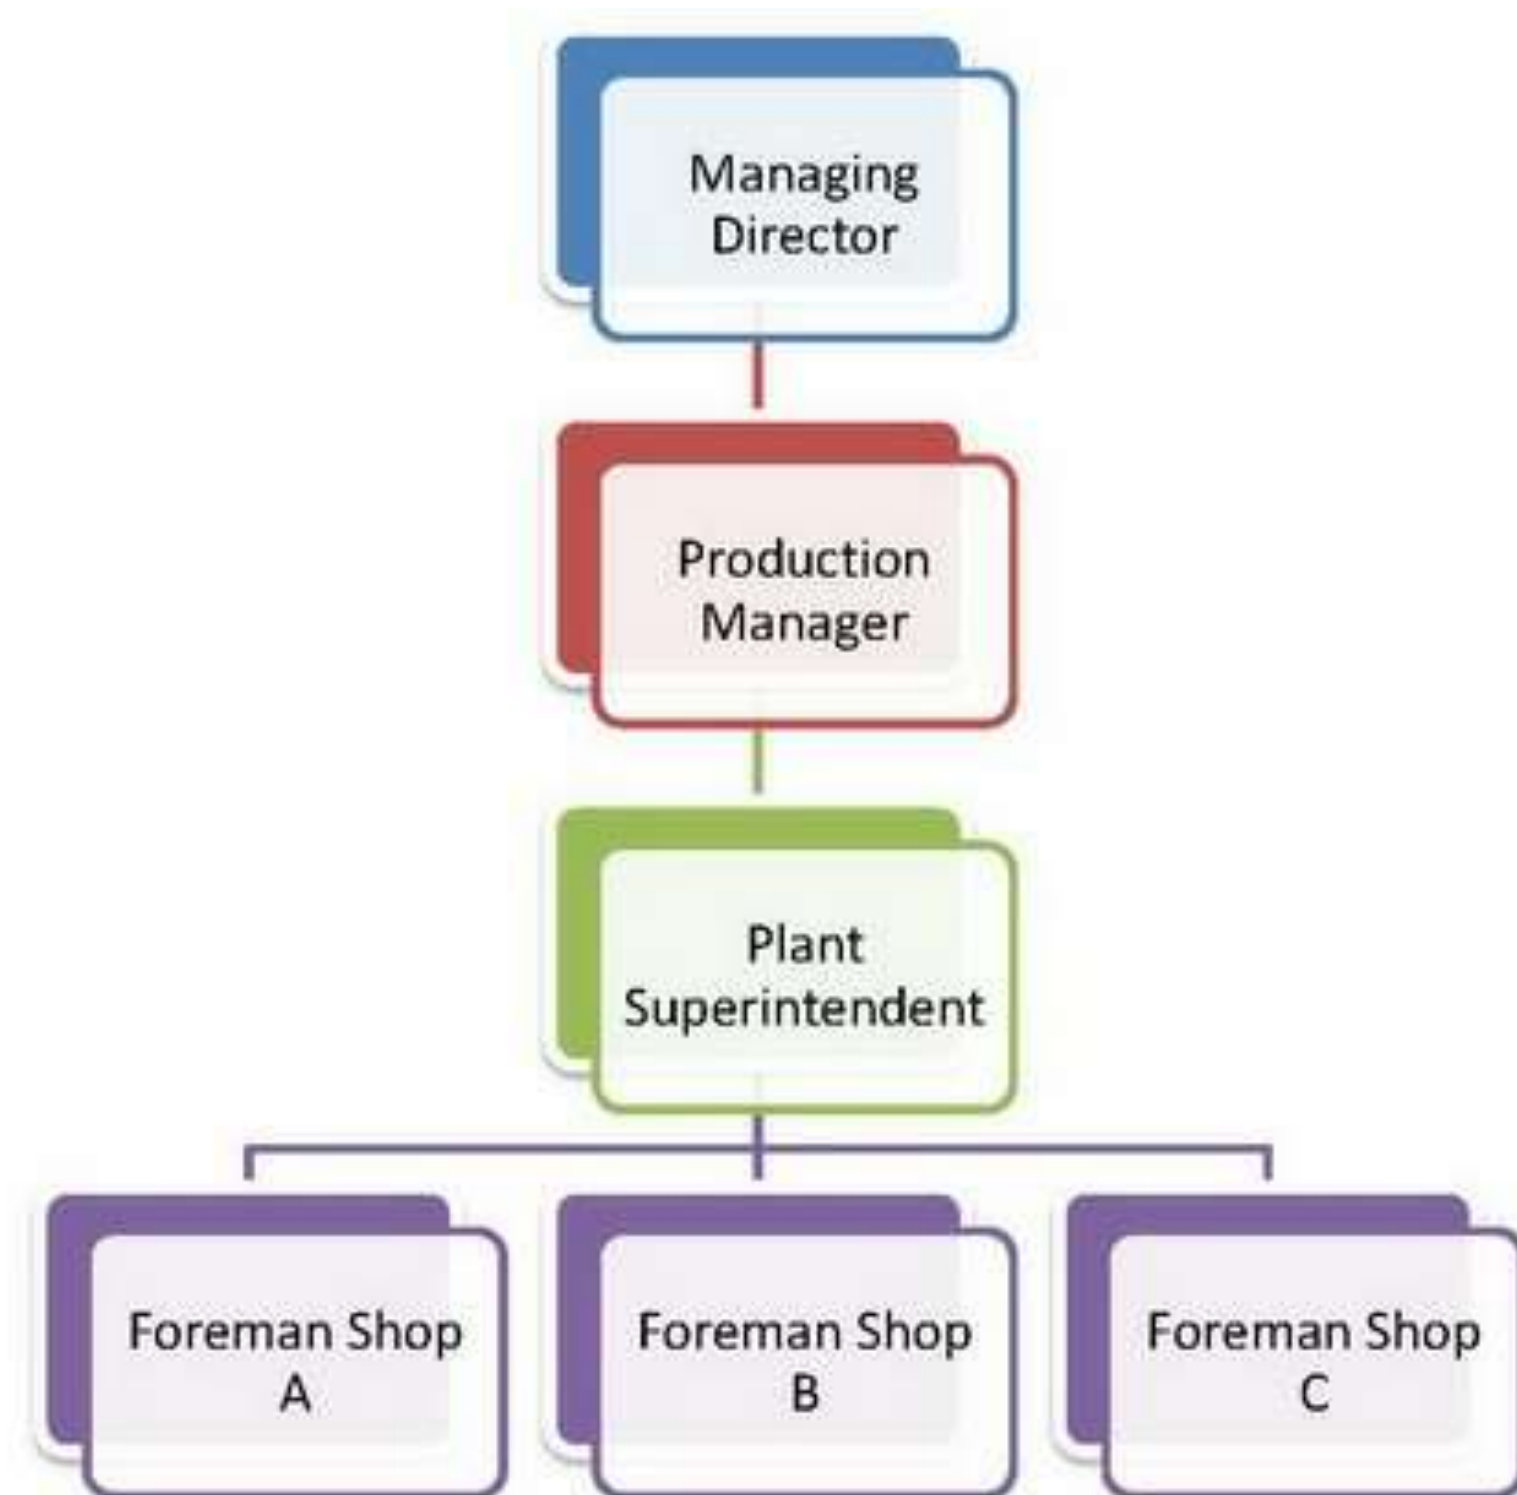 Managing
Director
Production
Manager
Plant
Superintendent
Foreman Shop
A
Foreman Shop
B
Foreman Shop
C